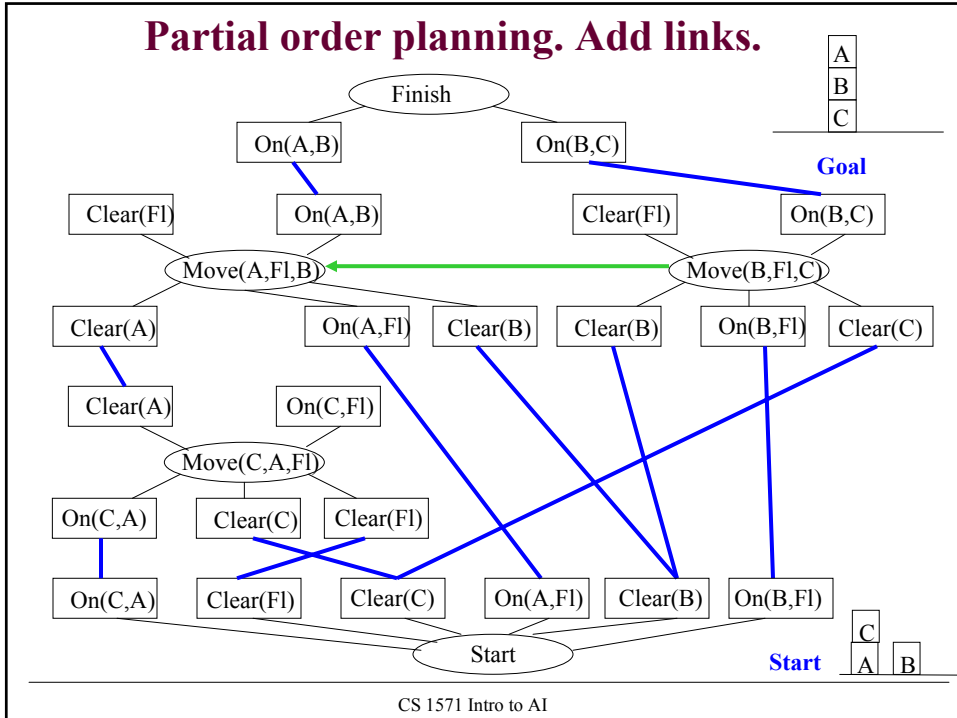 Partial order planning. Add links.
A
B
C
Finish
On(A,B) On(B,C)
Goal
Clear(Fl) On(A,B) Clear(Fl) On(B,C)
Move(A,Fl,B) Move(B,Fl,C)
Clear(A) On(A,Fl) Clear(B) Clear(B) On(B,Fl) Clear(C)
Clear(A) On(C,Fl)
Move(C,A,Fl)
On(C,A) Clear(C) Clear(Fl)
On(C,A) Clear(Fl) Clear(C) On(A,Fl) Clear(B) On(B,Fl)
C
Start
Start A B
CS 1571 Intro to AI